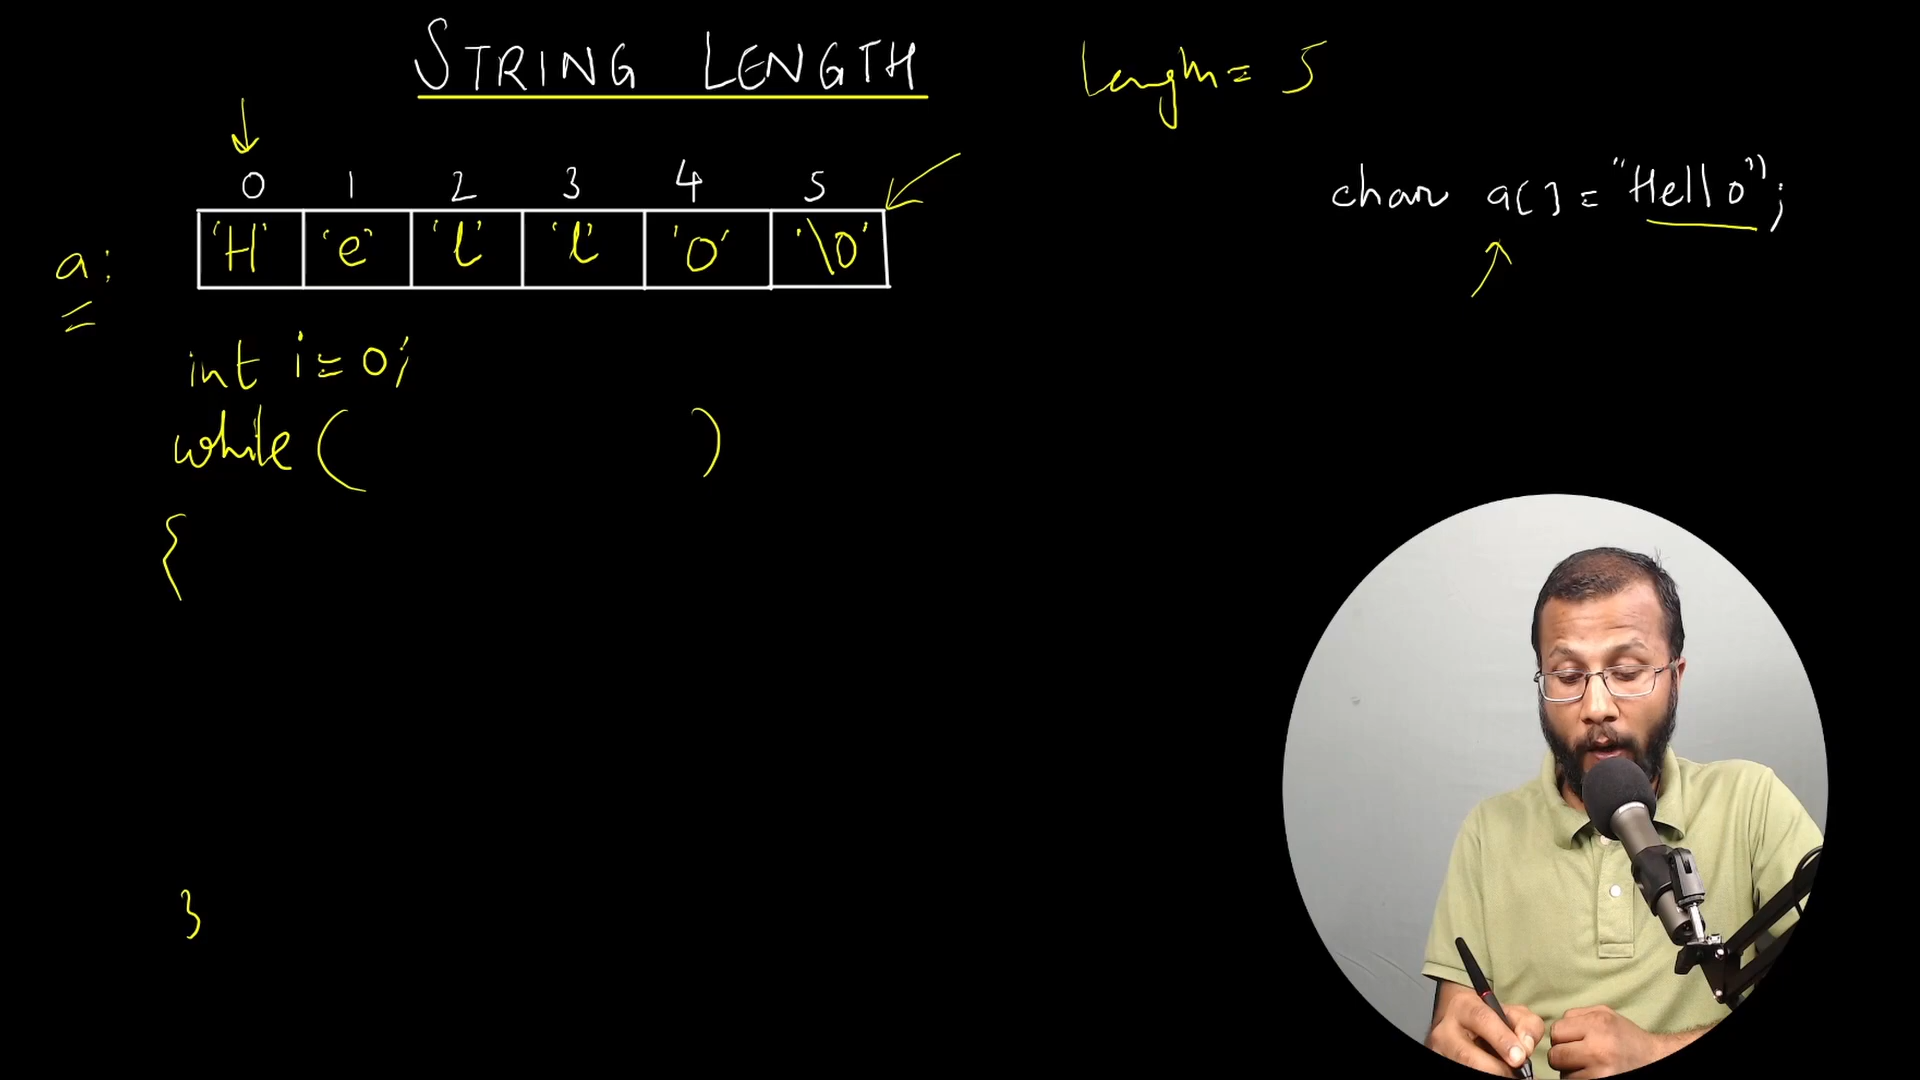 STRING LENGTH
length = 5
char a[] = "Hello";
0 1 2 3 4 5
a: 'H' 'e' 'l' 'l' 'o' '\0'
int i = 0;
while ( )
{
}